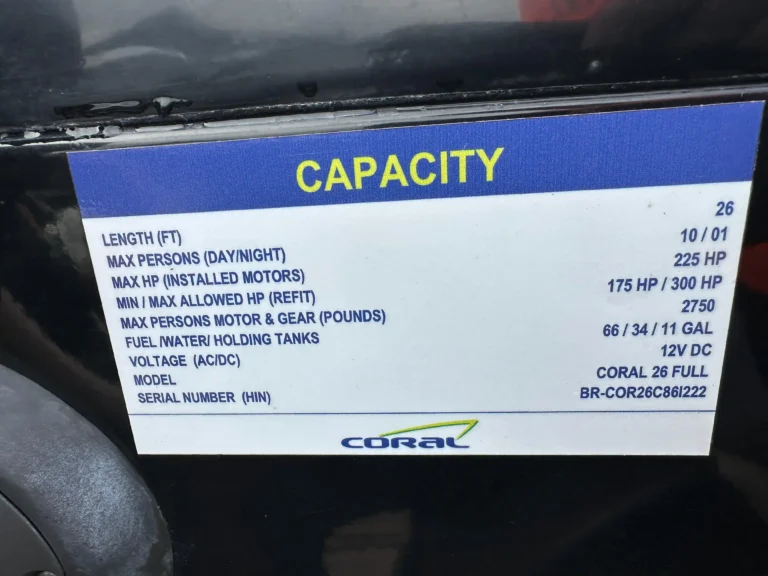 CAPACITY
LENGTH (FT) 26
MAX PERSONS (DAY/NIGHT) 10 / 01
MAX HP (INSTALLED MOTORS) 225 HP
MIN / MAX ALLOWED HP (REFIT) 175 HP / 300 HP
MAX PERSONS MOTOR & GEAR (POUNDS) 2750
FUEL /WATER/ HOLDING TANKS 66 / 34 / 11 GAL
VOLTAGE (AC/DC) 12V DC
MODEL CORAL 26 FULL
SERIAL NUMBER (HIN) BR-COR26C86I222
CORAL